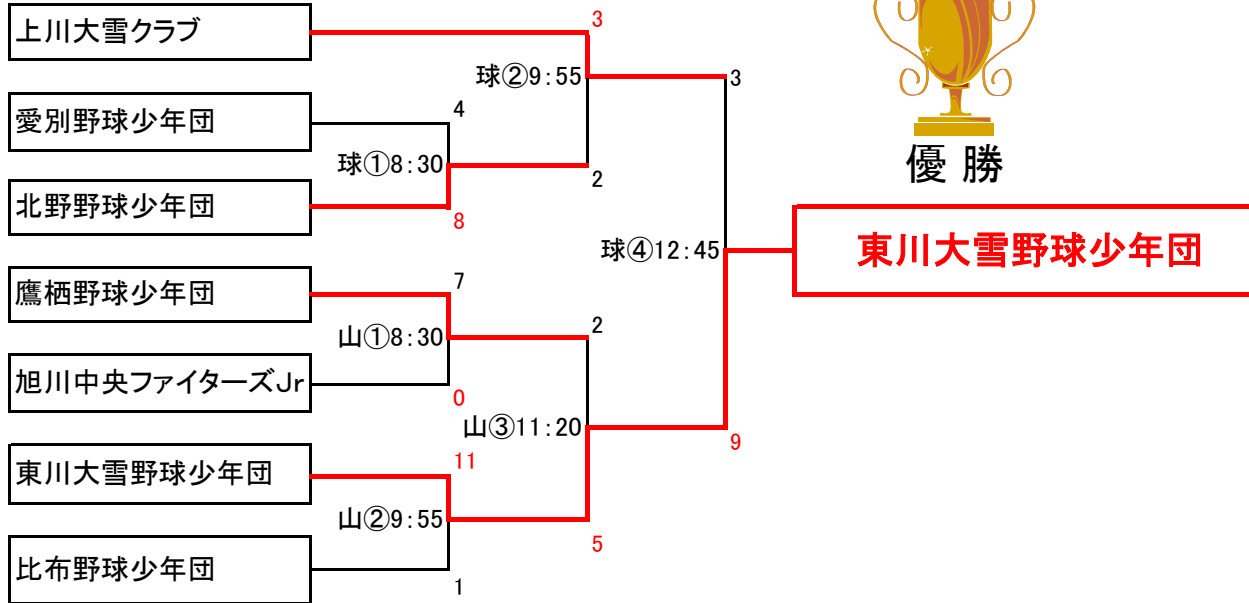 3
上川大雪クラブ
球②9:55
3
愛別野球少年団
4
優 勝
球①8:30
2
北野野球少年団
8
東川大雪野球少年団
球④12:45
鷹栖野球少年団
7
山①8:30
2
旭川中央ファイターズJr
0
山③11:20
9
東川大雪野球少年団
11
山②9:55
5
比布野球少年団
1